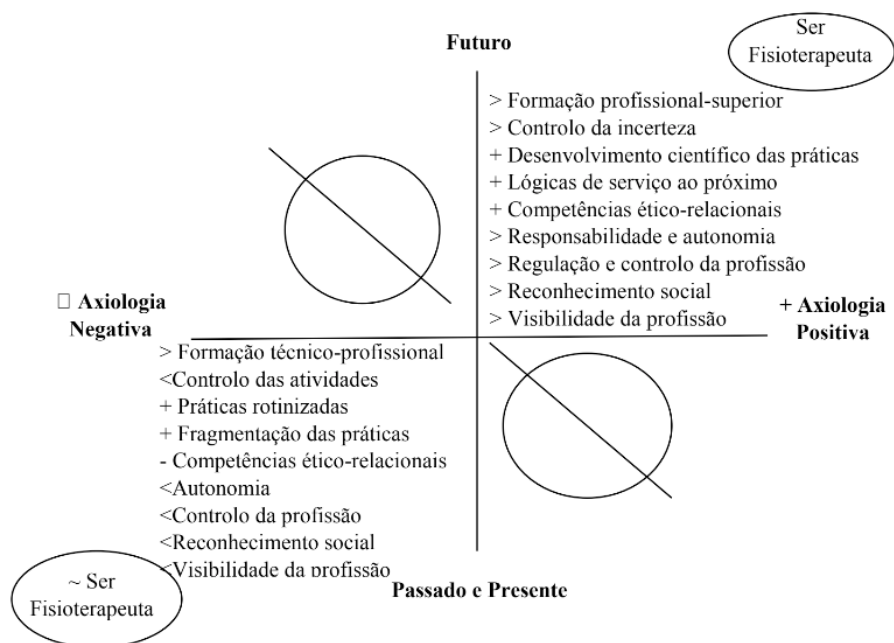 Ser
Fisioterapeuta
Futuro
> Formação profissional-superior
> Controlo da incerteza
+ Desenvolvimento científico das práticas
+ Lógicas de serviço ao próximo
+ Competências ético-relacionais
> Responsabilidade e autonomia
> Regulação e controlo da profissão
> Reconhecimento social
> Visibilidade da profissão
□ Axiologia
Negativa
+ Axiologia
Positiva
> Formação técnico-profissional
<Controlo das atividades
+ Práticas rotinizadas
+ Fragmentação das práticas
- Competências ético-relacionais
<Autonomia
<Controlo da profissão
<Reconhecimento social
<Visibilidade da profissão
~ Ser
Fisioterapeuta
Passado e Presente